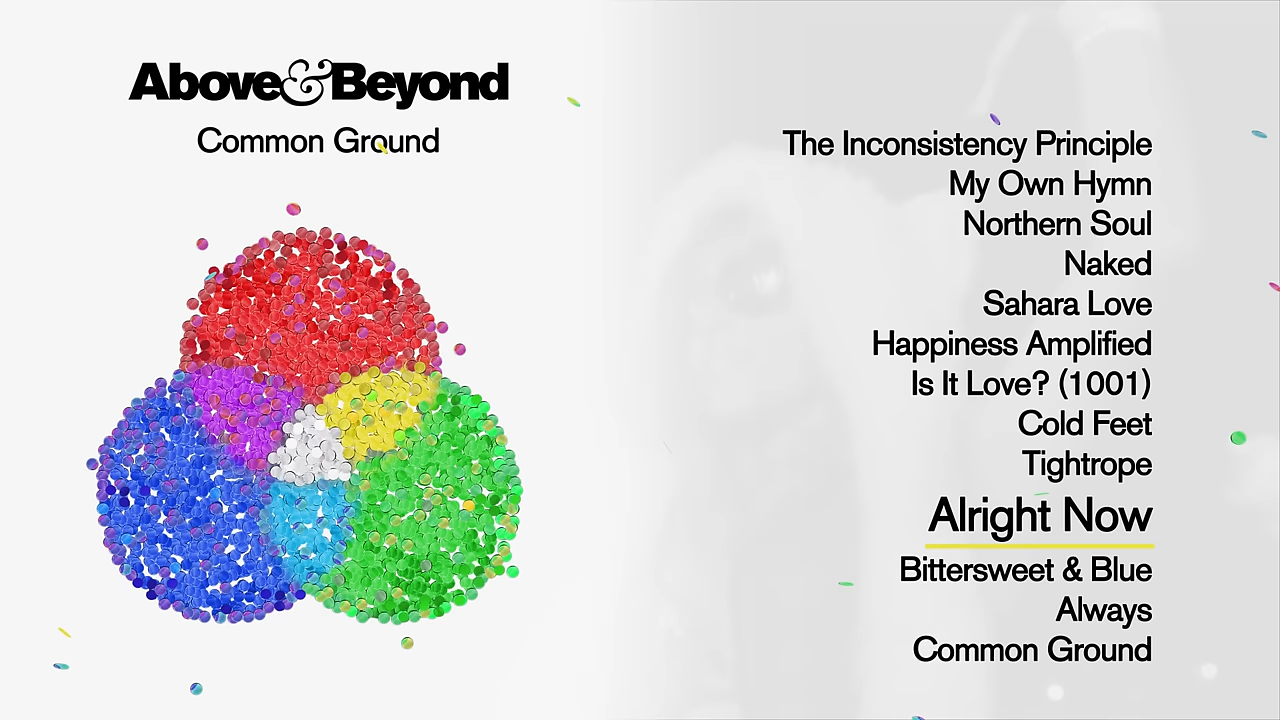 Above & Beyond
Common Ground
The Inconsistency Principle
My Own Hymn
Northern Soul
Naked
Sahara Love
Happiness Amplified
Is It Love? (1001)
Cold Feet
Tightrope
Alright Now
Bittersweet & Blue
Always
Common Ground